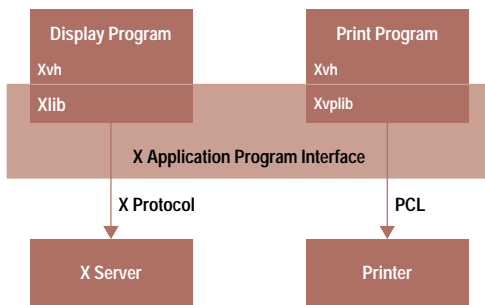 Display Program
Print Program
Xvh
Xvh
Xlib
Xvplib
X Application Program Interface
X Protocol
PCL
X Server
Printer